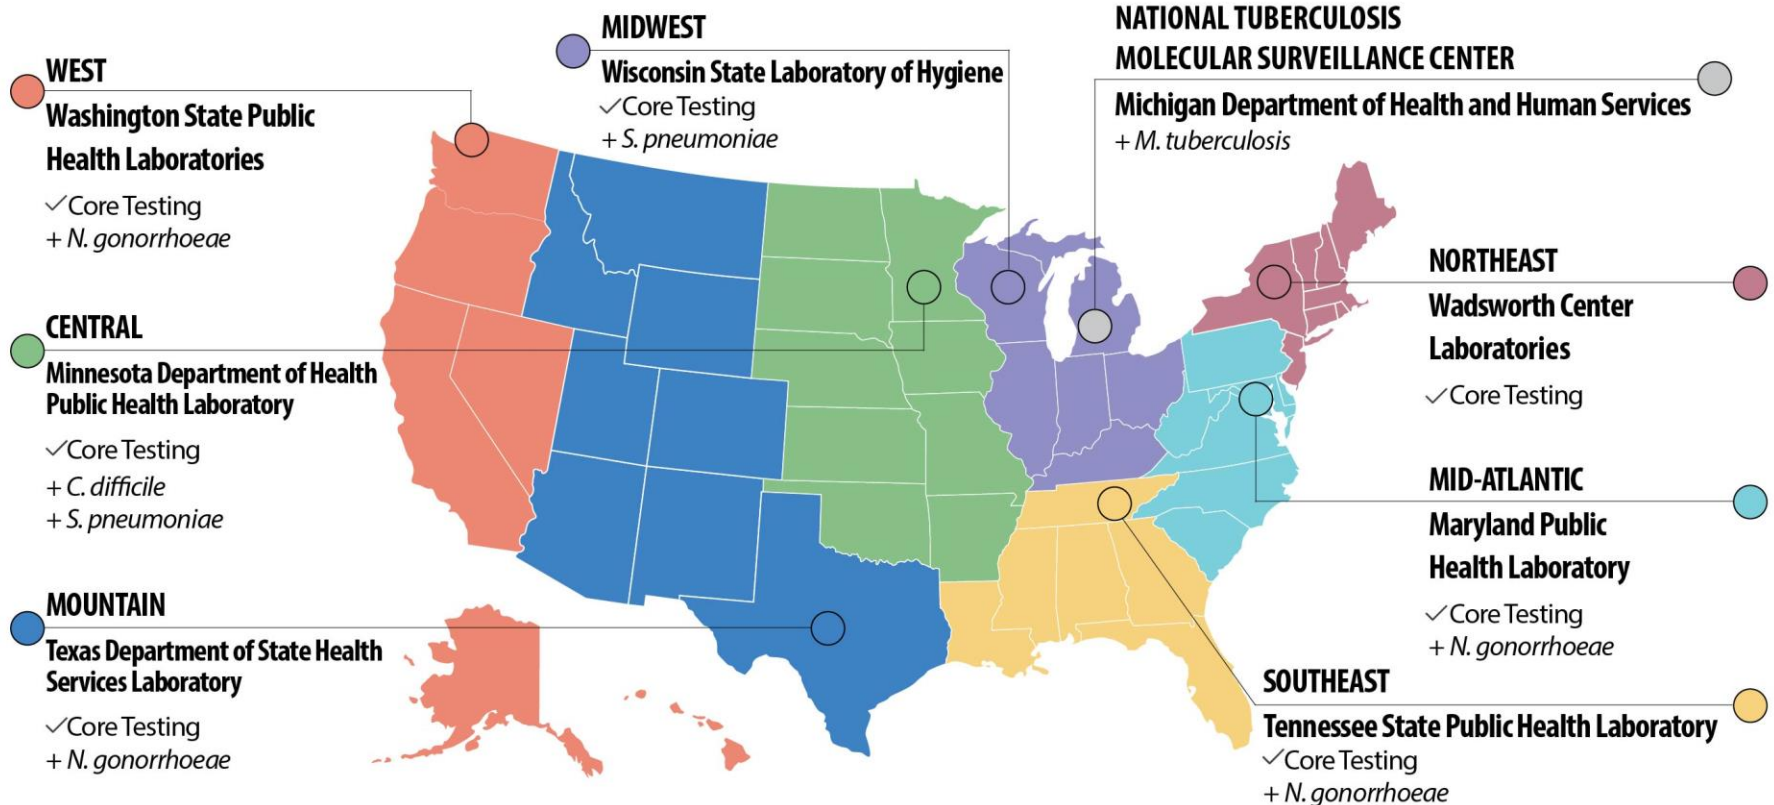 WEST
Washington State Public
Health Laboratories
✓Core Testing
+ N. gonorrhoeae
CENTRAL
Minnesota Department of Health
Public Health Laboratory
✓Core Testing
+ C. difficile
+ S. pneumoniae
MOUNTAIN
Texas Department of State Health
Services Laboratory
✓Core Testing
+ N. gonorrhoeae
MIDWEST
Wisconsin State Laboratory of Hygiene
✓Core Testing
+ S. pneumoniae
NATIONAL TUBERCULOSIS
MOLECULAR SURVEILLANCE CENTER
Michigan Department of Health and Human Services
+ M. tuberculosis
NORTHEAST
Wadsworth Center
Laboratories
✓Core Testing
MID-ATLANTIC
Maryland Public
Health Laboratory
✓Core Testing
+ N. gonorrhoeae
SOUTHEAST
Tennessee State Public Health Laboratory
✓Core Testing
+ N. gonorrhoeae